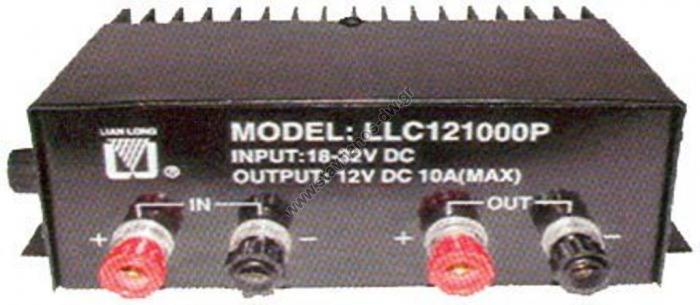 LIAN LONG
®
MODEL: LLC121000P
INPUT:18-32V DC
OUTPUT: 12V DC 10A(MAX)
IN OUT
+ - + -